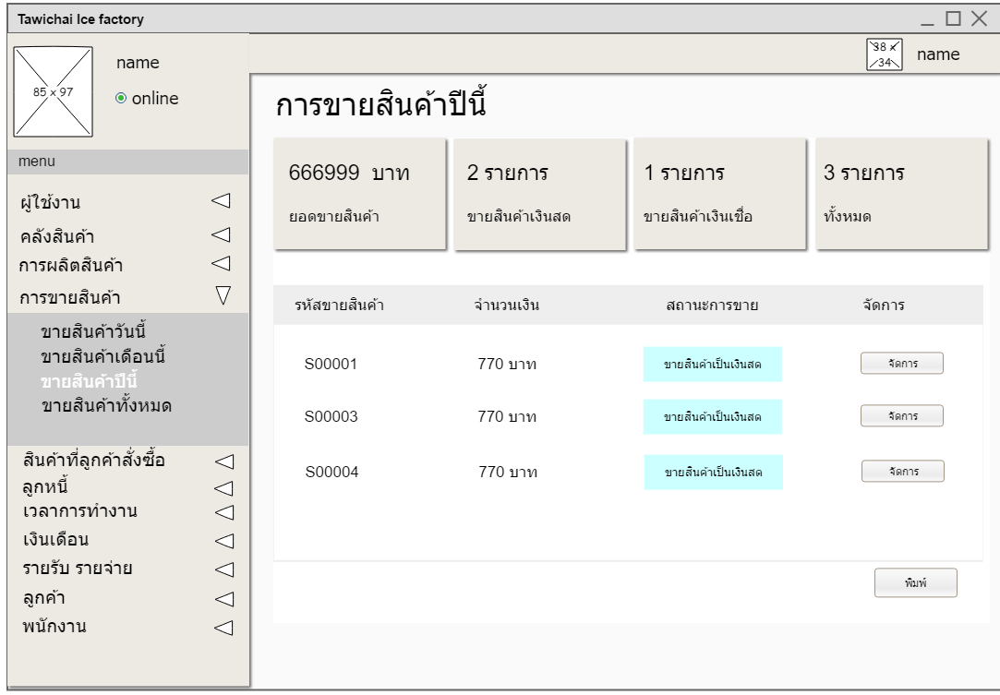 Tawichai Ice factory
85 x 97
name
online
38 x 34
name
menu
ผู้ใช้งาน
คลังสินค้า
การผลิตสินค้า
การขายสินค้า
ขายสินค้าวันนี้
ขายสินค้าเดือนนี้
ขายสินค้าปีนี้
ขายสินค้าทั้งหมด
สินค้าที่ลูกค้าสั่งซื้อ
ลูกหนี้
เวลาการทำงาน
เงินเดือน
รายรับ รายจ่าย
ลูกค้า
พนักงาน
การขายสินค้าปีนี้
666999 บาท
ยอดขายสินค้า
2 รายการ
ขายสินค้าเงินสด
1 รายการ
ขายสินค้าเงินเชื่อ
3 รายการ
ทั้งหมด
รหัสขายสินค้า จำนวนเงิน สถานะการขาย จัดการ
S00001 770 บาท ขายสินค้าเป็นเงินสด จัดการ
S00003 770 บาท ขายสินค้าเป็นเงินสด จัดการ
S00004 770 บาท ขายสินค้าเป็นเงินสด จัดการ
พิมพ์